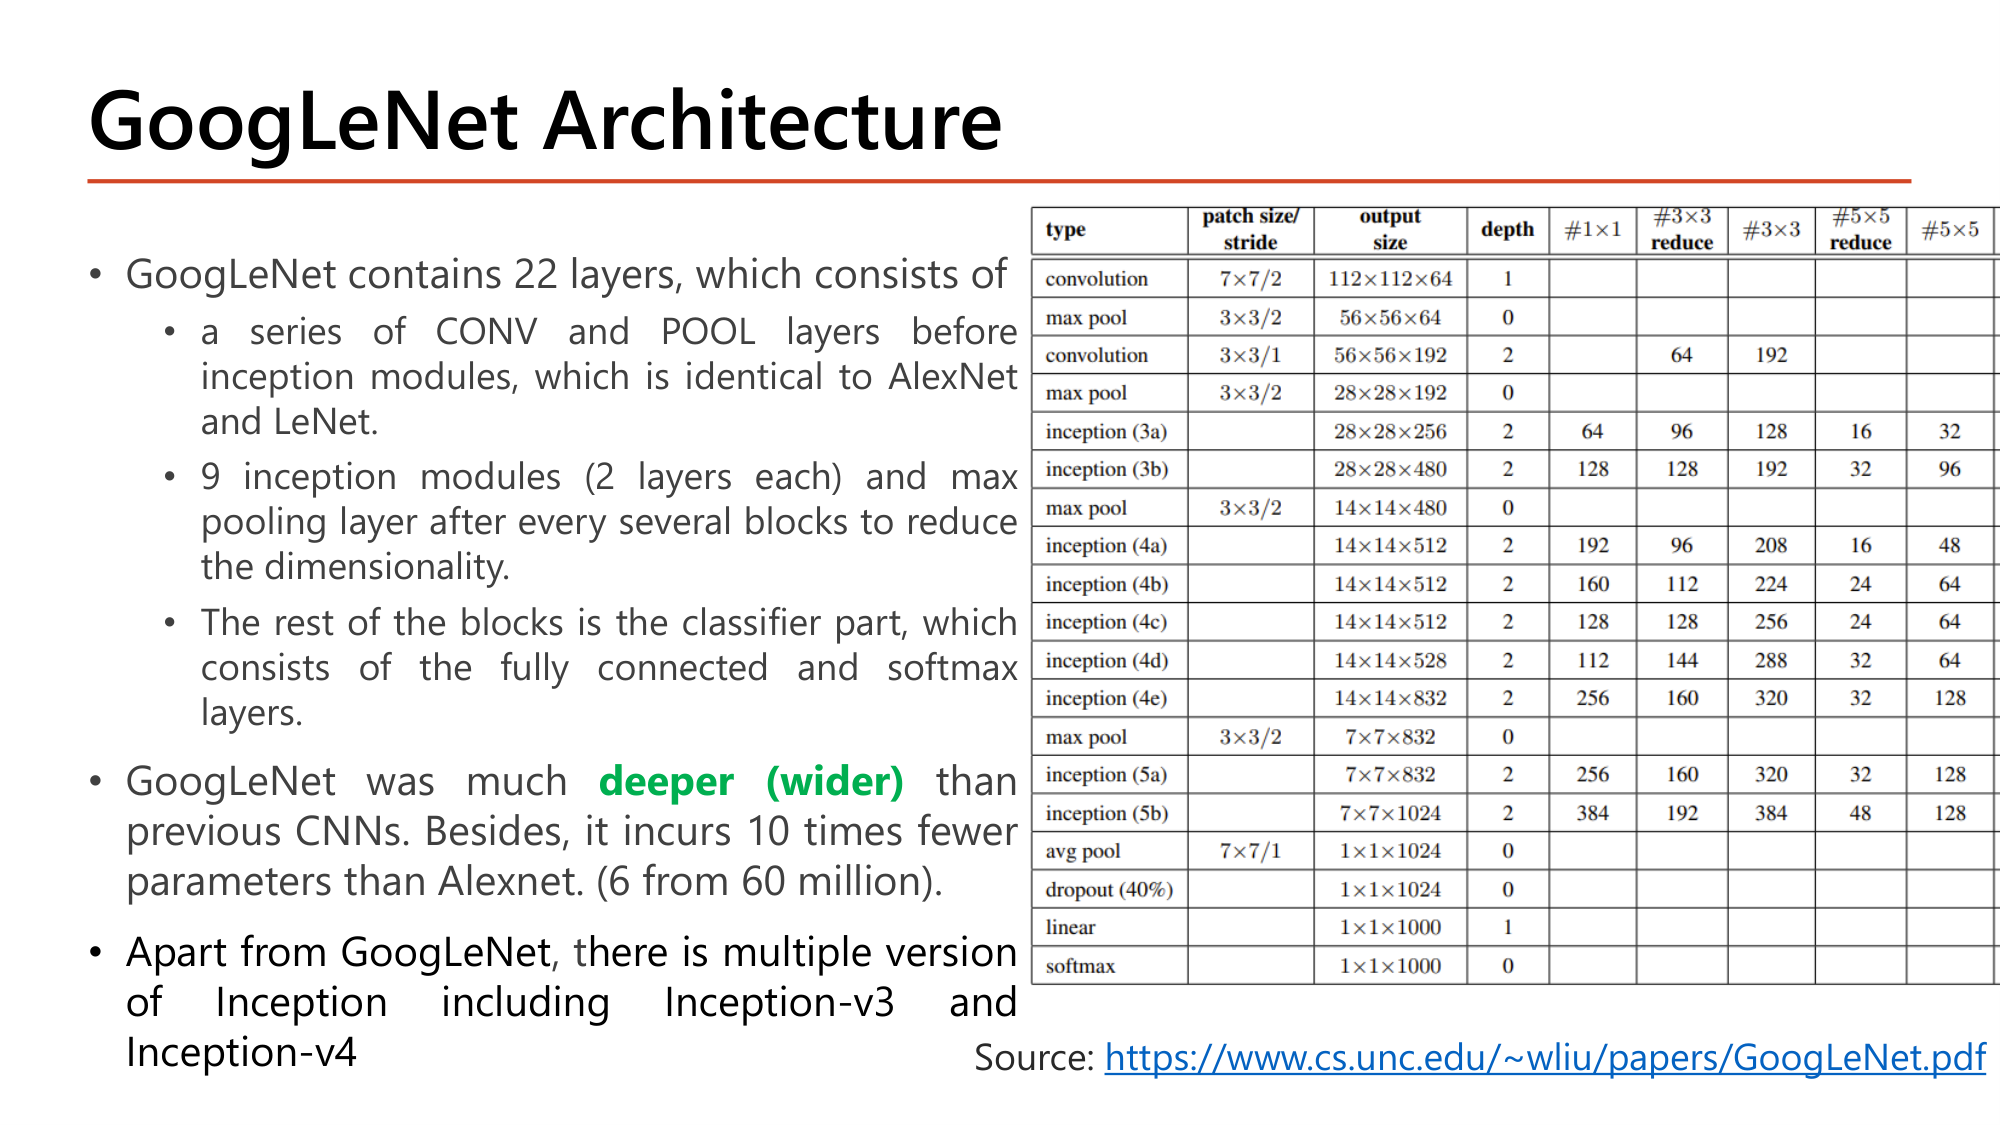 GoogLeNet Architecture
• GoogLeNet contains 22 layers, which consists of
• a series of CONV and POOL layers before
inception modules, which is identical to AlexNet
and LeNet.
• 9 inception modules (2 layers each) and max
pooling layer after every several blocks to reduce
the dimensionality.
• The rest of the blocks is the classifier part, which
consists of the fully connected and softmax
layers.
• GoogLeNet was much deeper (wider) than
previous CNNs. Besides, it incurs 10 times fewer
parameters than Alexnet. (6 from 60 million).
• Apart from GoogLeNet, there is multiple version
of Inception including Inception-v3 and
Inception-v4
type patch size/ stride output size depth #1×1 #3×3 reduce #3×3 #5×5 reduce #5×5
convolution 7×7/2 112×112×64 1
max pool 3×3/2 56×56×64 0
convolution 3×3/1 56×56×192 2 64 192
max pool 3×3/2 28×28×192 0
inception (3a) 28×28×256 2 64 96 128 16 32
inception (3b) 28×28×480 2 128 128 192 32 96
max pool 3×3/2 14×14×480 0
inception (4a) 14×14×512 2 192 96 208 16 48
inception (4b) 14×14×512 2 160 112 224 24 64
inception (4c) 14×14×512 2 128 128 256 24 64
inception (4d) 14×14×528 2 112 144 288 32 64
inception (4e) 14×14×832 2 256 160 320 32 128
max pool 3×3/2 7×7×832 0
inception (5a) 7×7×832 2 256 160 320 32 128
inception (5b) 7×7×1024 2 384 192 384 48 128
avg pool 7×7/1 1×1×1024 0
dropout (40%) 1×1×1024 0
linear 1×1×1000 1
softmax 1×1×1000 0
Source: https://www.cs.unc.edu/~wliu/papers/GoogLeNet.pdf